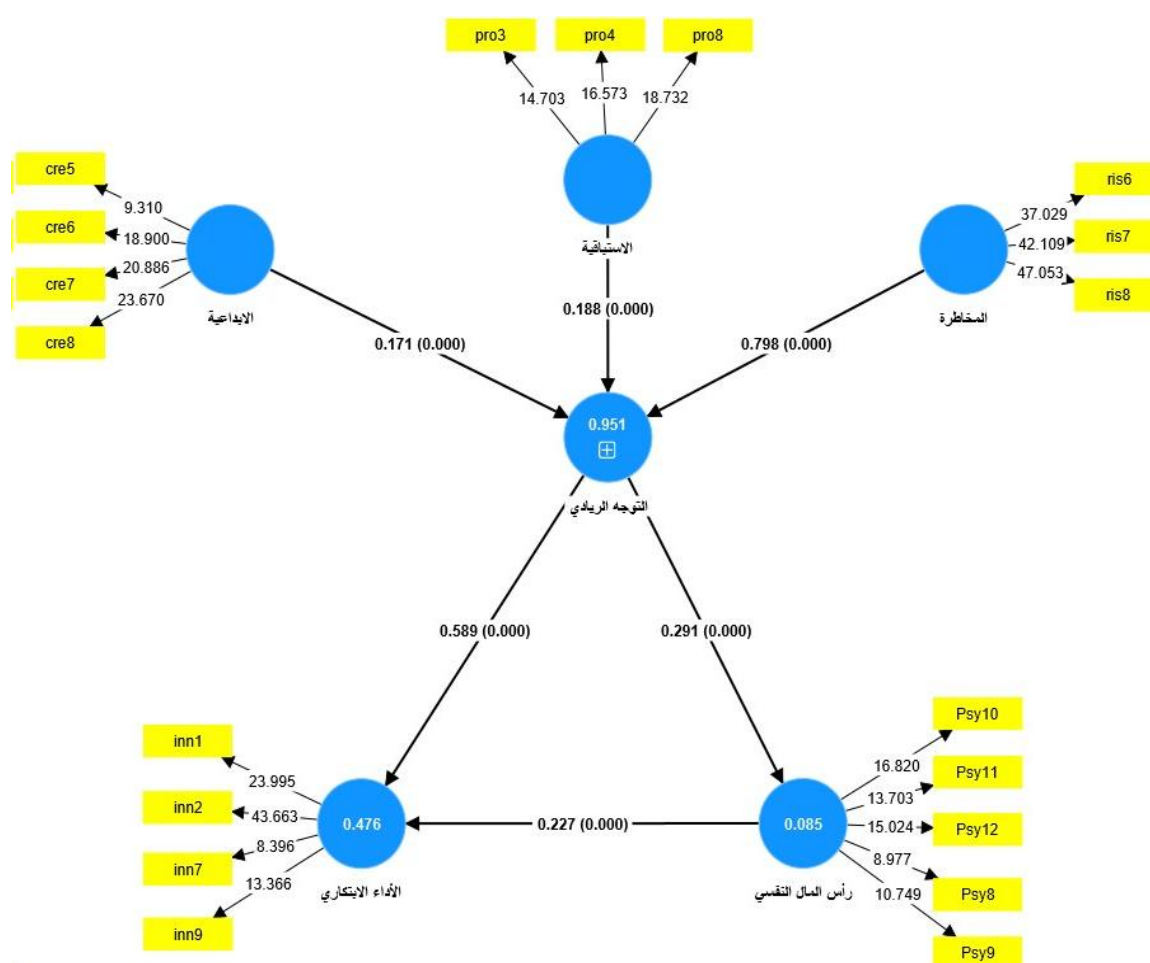 pro3 pro4 pro8
14.703 16.573 18.732
cre5
cre6
cre7
cre8
9.310
18.900
20.886
23.670
الابداعية
الاستباقية
ris6
ris7
ris8
37.029
42.109
47.053
المخاطرة
0.171 (0.000)
0.188 (0.000)
0.798 (0.000)
0.951
التوجه الريادي
0.589 (0.000)
0.291 (0.000)
inn1
inn2
inn7
inn9
23.995
43.663
8.396
13.366
0.476
الأداء الابتكاري
0.227 (0.000)
0.085
رأس المال النفسي
16.820
13.703
15.024
8.977
10.749
Psy10
Psy11
Psy12
Psy8
Psy9